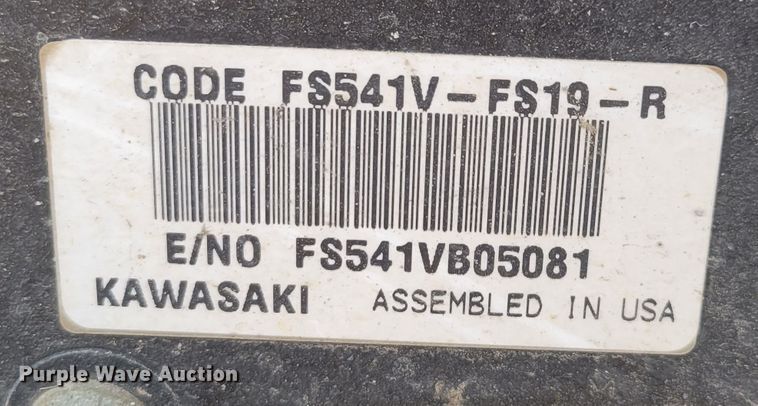 CODE FS541V-FS19-R
E/NO FS541VB05081
KAWASAKI ASSEMBLED IN USA
Purple Wave Auction